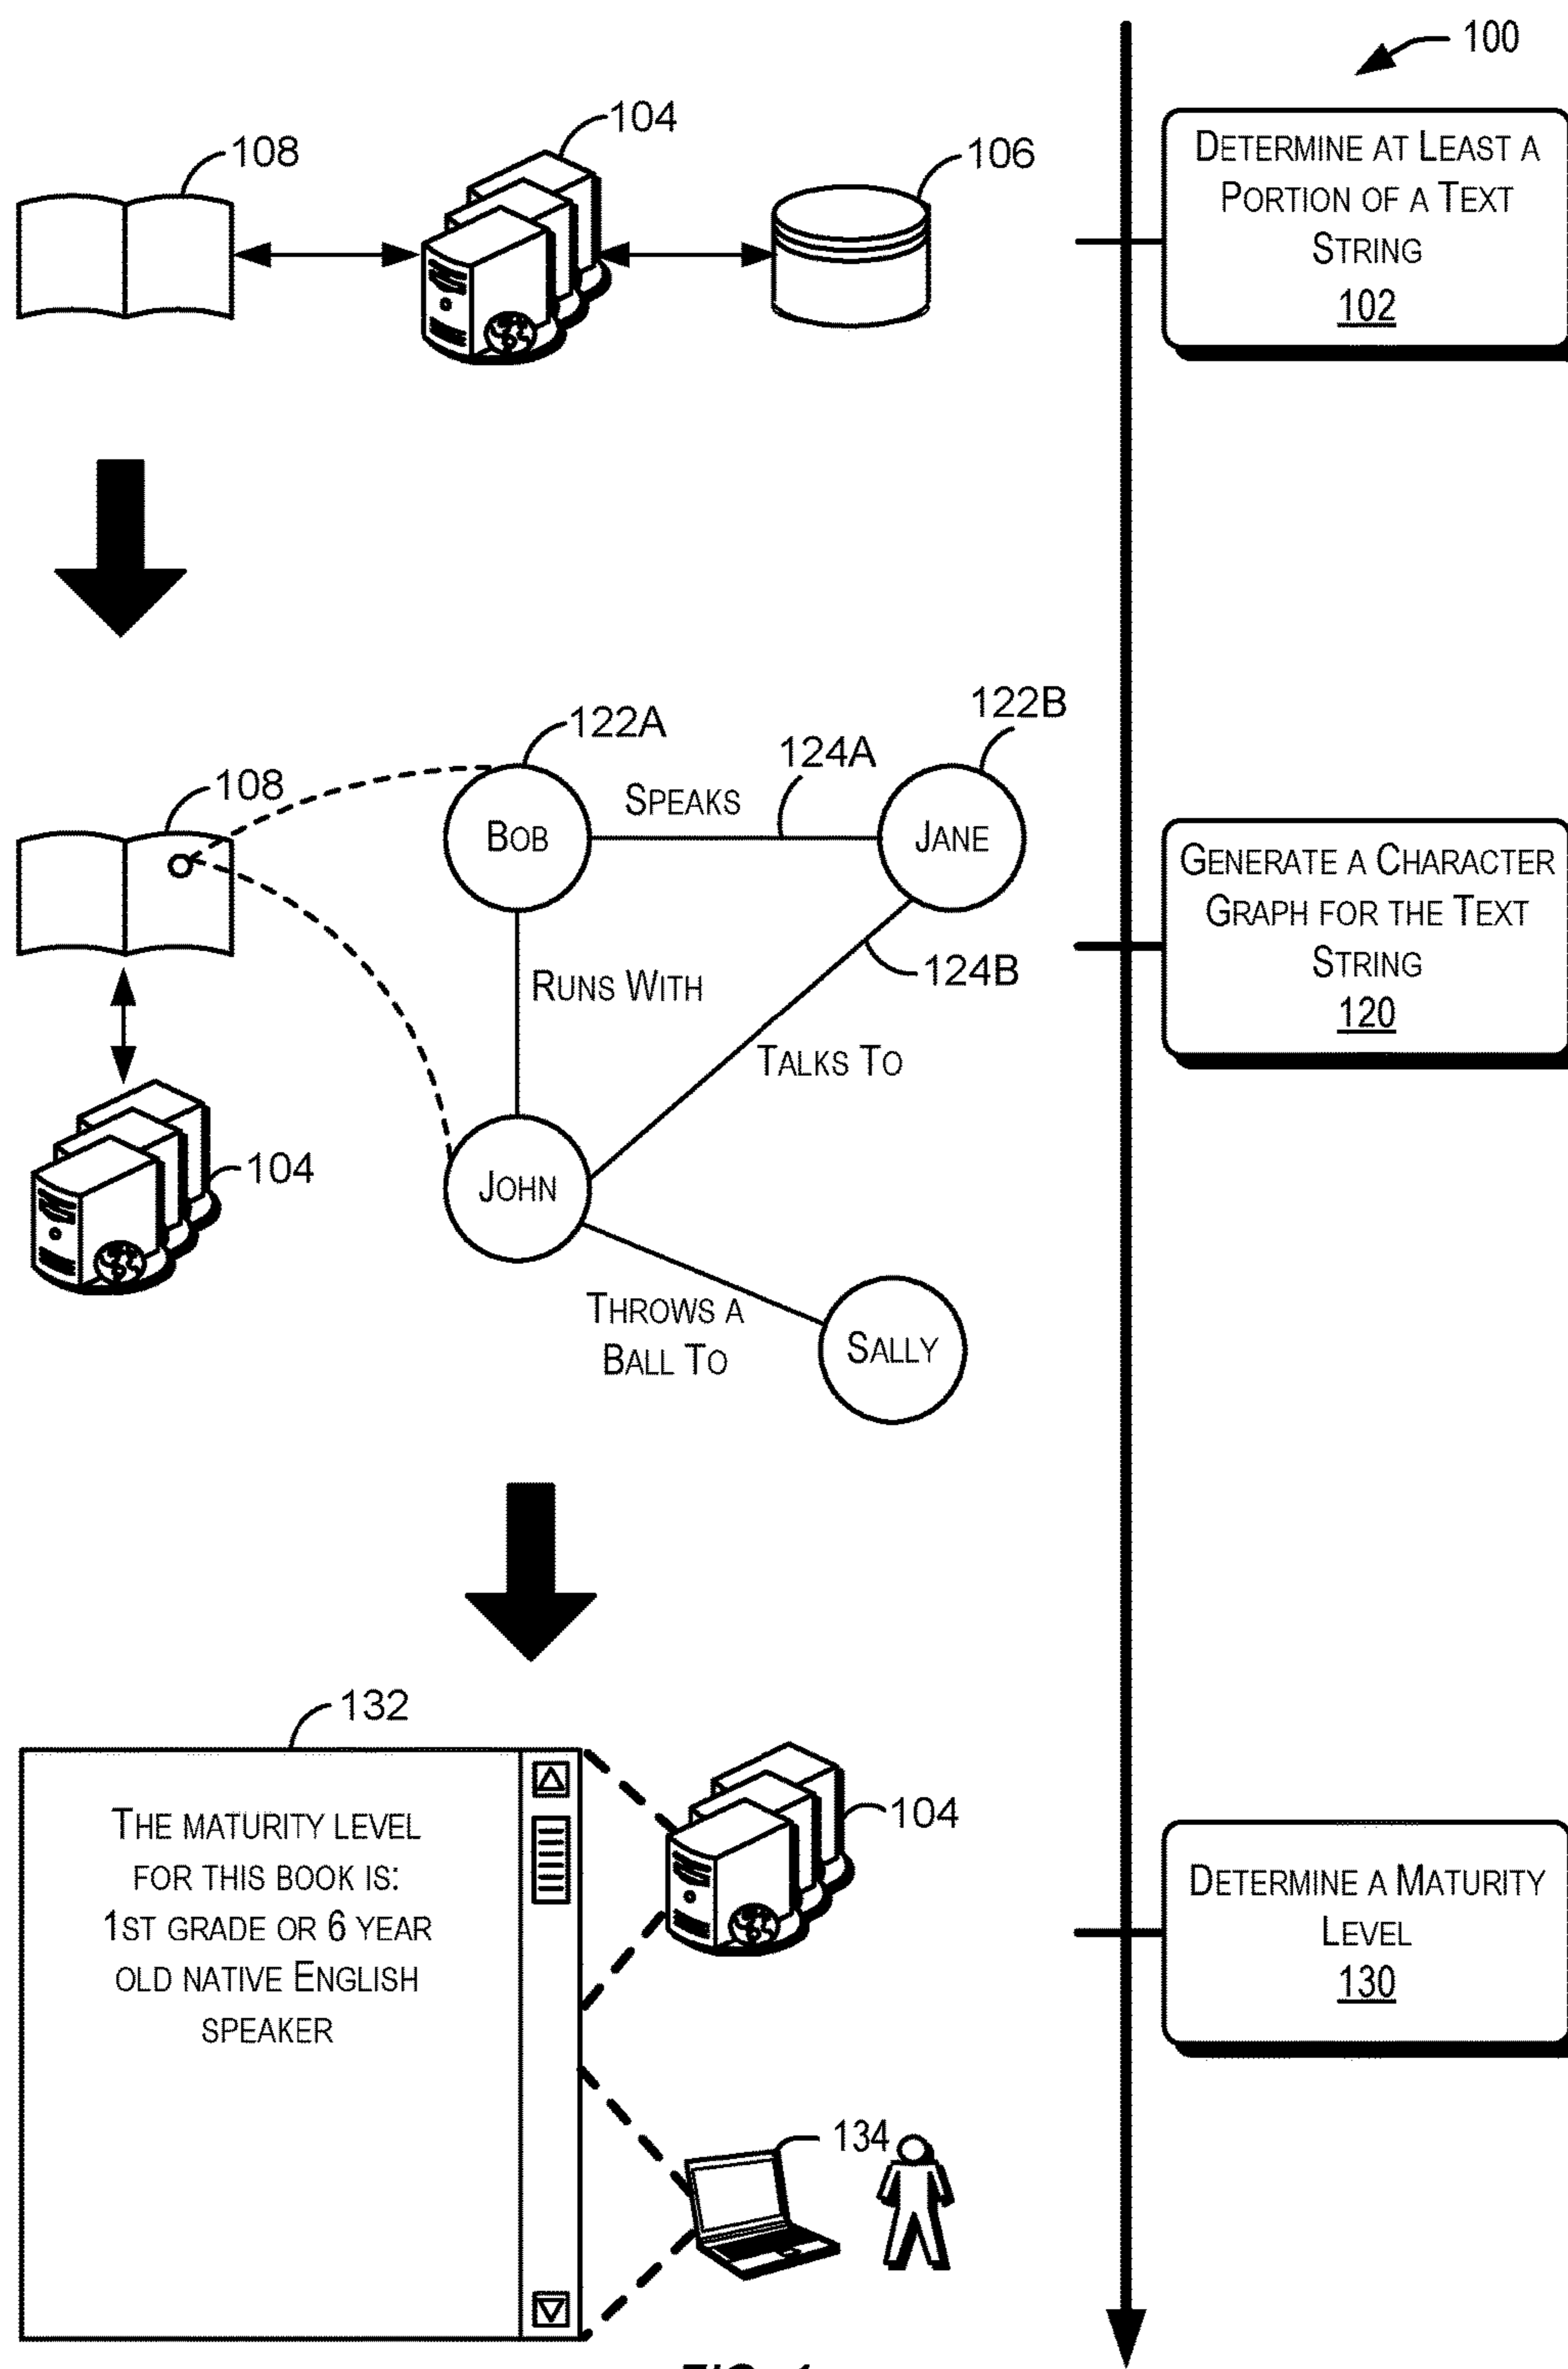 100
DETERMINE AT LEAST A
PORTION OF A TEXT
STRING
102
108
104
106
122A
122B
124A
SPEAKS
108
BOB
JANE
GENERATE A CHARACTER
GRAPH FOR THE TEXT
STRING
120
124B
RUNS WITH
TALKS TO
104
JOHN
THROWS A
BALL TO
SALLY
132
THE MATURITY LEVEL
FOR THIS BOOK IS:
1ST GRADE OR 6 YEAR
OLD NATIVE ENGLISH
SPEAKER
104
DETERMINE A MATURITY
LEVEL
130
134